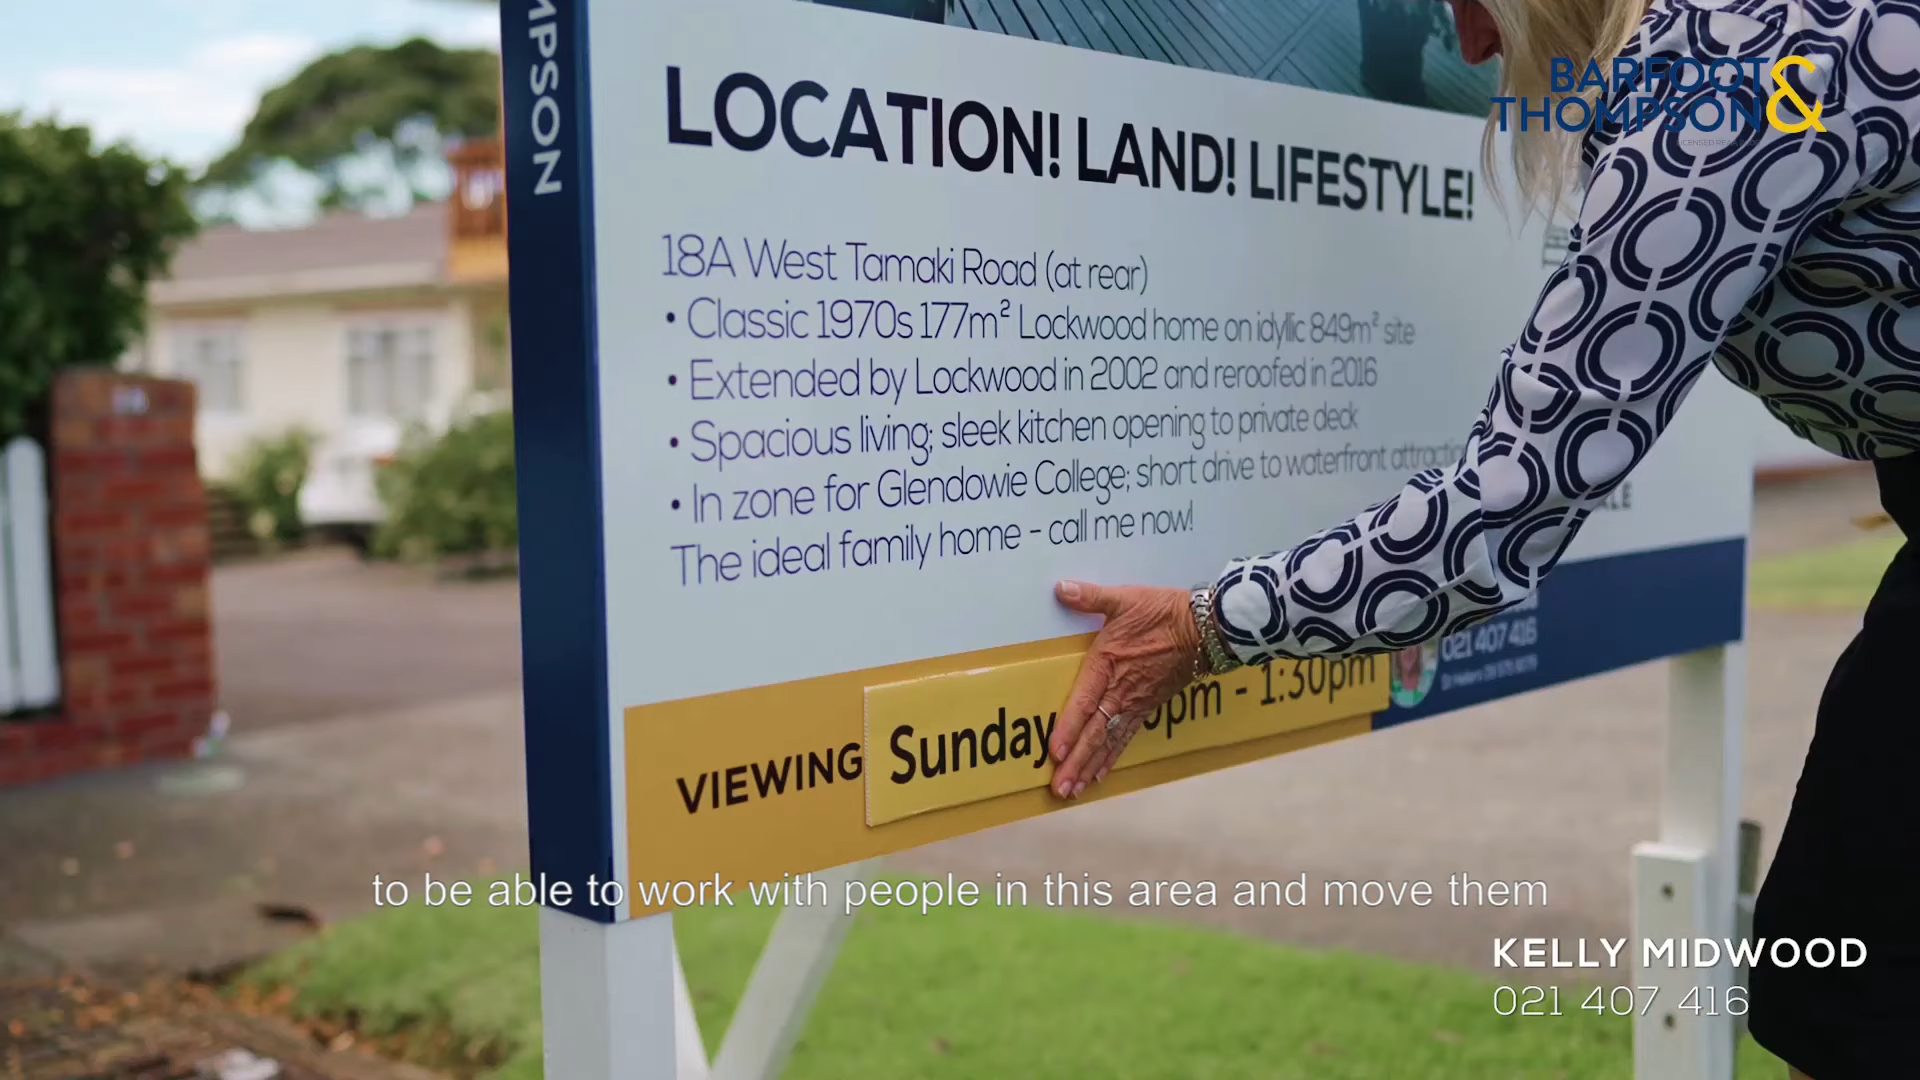 MPSON
BARFOOT
THOMPSON &
LOCATION! LAND! LIFESTYLE!
18A West Tamaki Road (at rear)
• Classic 1970s 177m² Lockwood home on idyllic 849m² site
• Extended by Lockwood in 2002 and reroofed in 2016
• Spacious living; sleek kitchen opening to private deck
• In zone for Glendowie College; short drive to waterfront attractio
The ideal family home - call me now!
021 407 416
VIEWING Sunday pm - 1:30pm
to be able to work with people in this area and move them
KELLY MIDWOOD
021 407 416